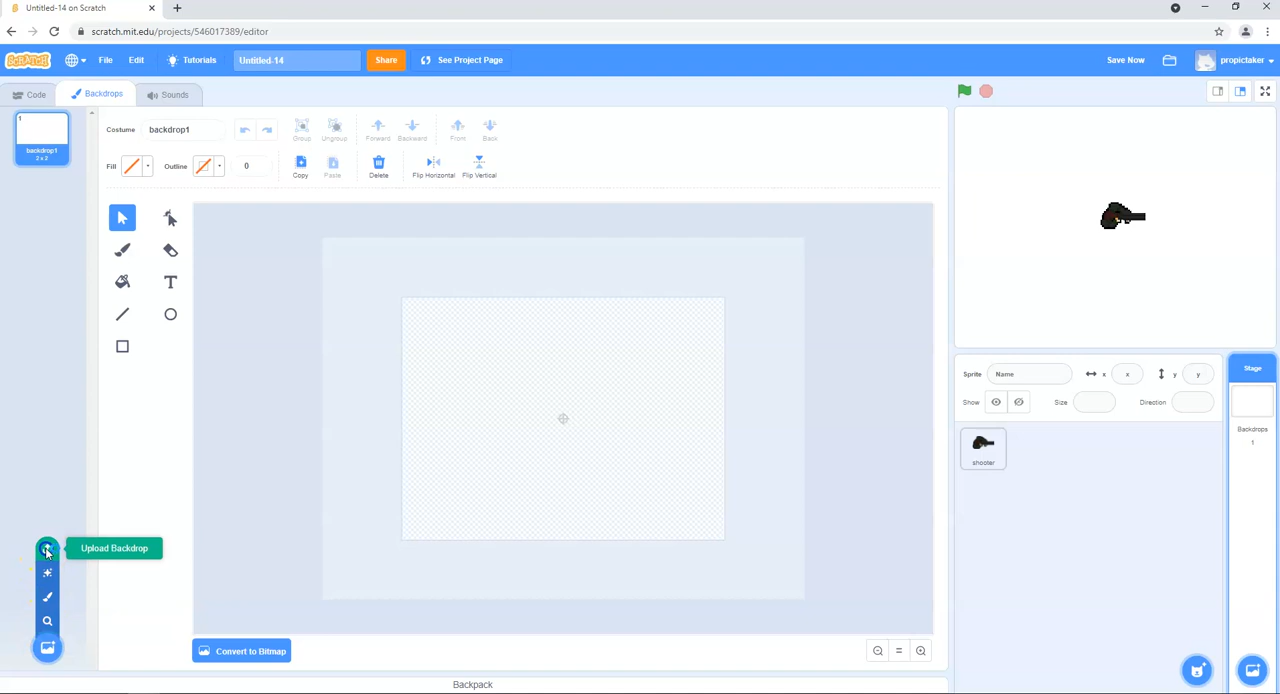 Untitled-14 on Scratch
scratch.mit.edu/projects/546017389/editor
SCRATCH
File
Edit
Tutorials
Untitled-14
Share
See Project Page
Save Now
propictaker
Code
Backdrops
Sounds
1
backdrop1
2 x 2
Costume
backdrop1
Group
Ungroup
Forward
Backward
Front
Back
Fill
Outline
0
Copy
Paste
Delete
Flip Horizontal
Flip Vertical
T
Upload Backdrop
Convert to Bitmap
Backpack
Sprite
Name
x
x
y
y
Show
Size
Direction
shooter
Stage
Backdrops
1